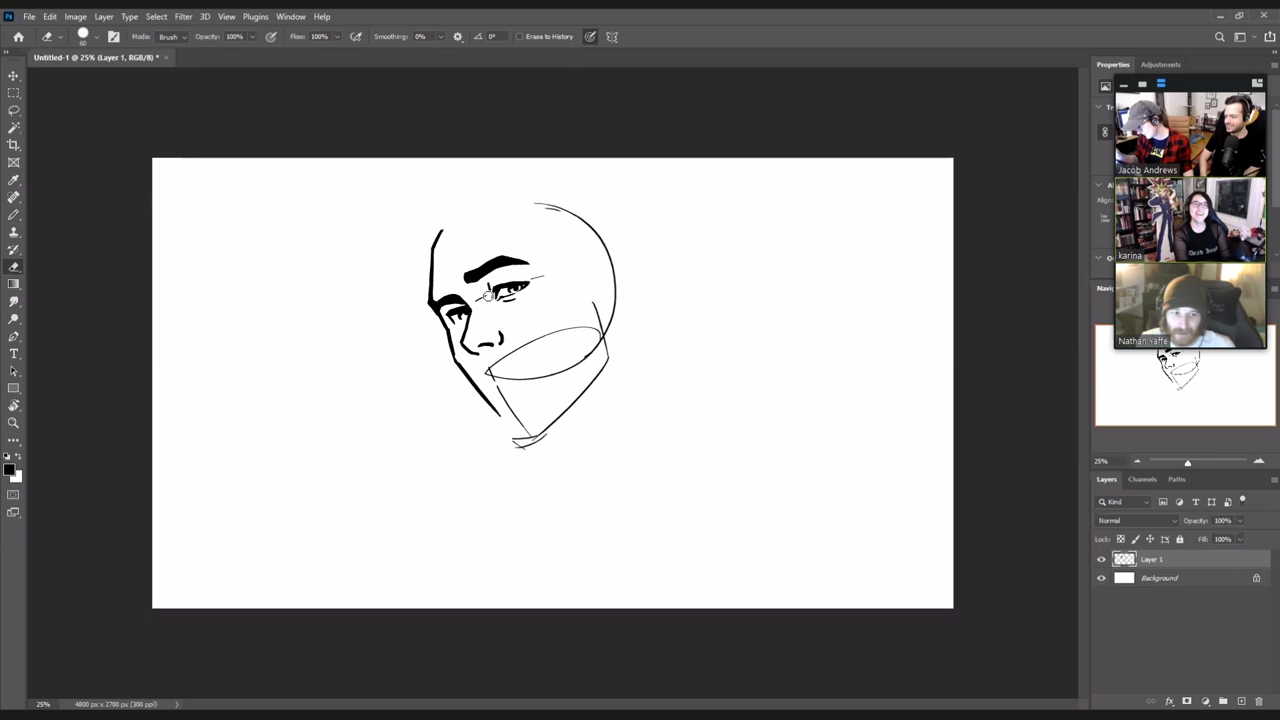 Ps File Edit Image Layer Type Select Filter 3D View Plugins Window Help
60 Mode: Brush Opacity: 100% Flow: 100% Smoothing: 0% 0° Erase to History
Untitled-1 @ 25% (Layer 1, RGB/8) * ×
Properties Adjustments
Jacob Andrews
karina
Nathan Yaffe
25%
Layers Channels Paths
Kind
Normal Opacity: 100%
Lock: Fill: 100%
Layer 1
Background
25% 4800 px x 2700 px (300 ppi)